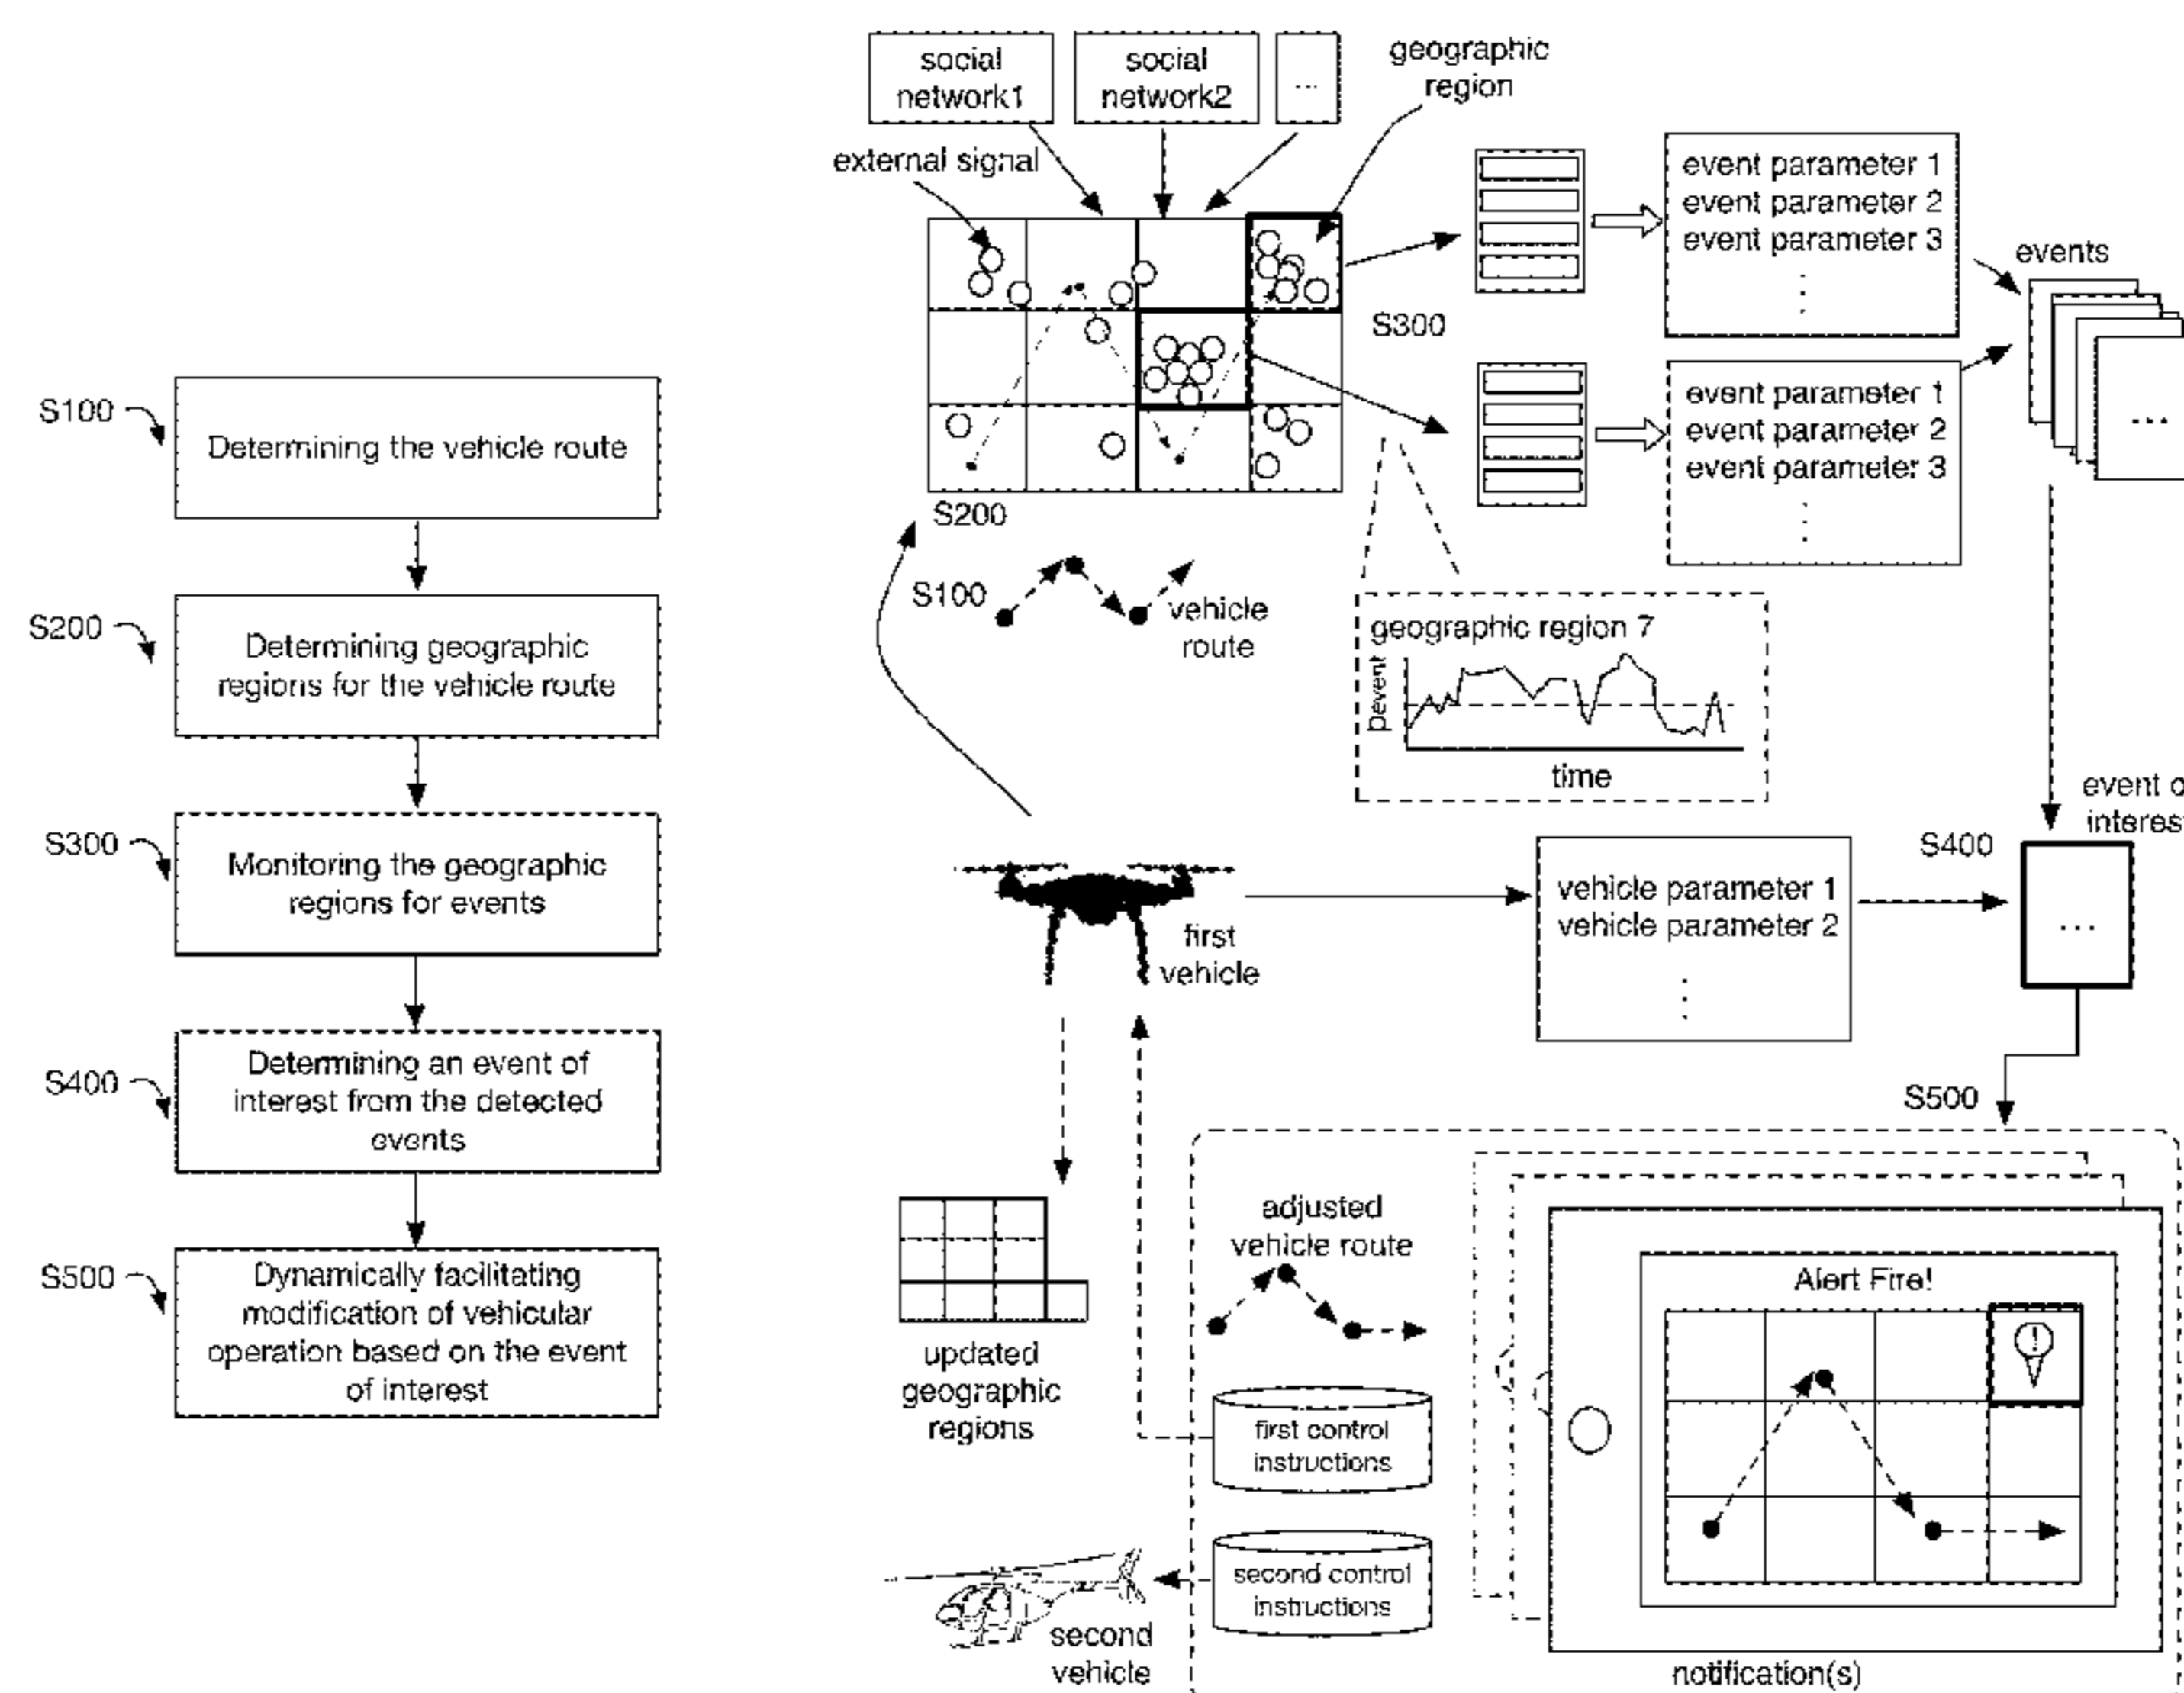 S100
Determining the vehicle route
S200
Determining geographic
regions for the vehicle route
S300
Monitoring the geographic
regions for events
S400
Determining an event of
interest from the detected
events
S500
Dynamically facilitating
modification of vehicular
operation based on the event
of interest
social
network1
social
network2
...
geographic
region
external signal
S200
S300
event parameter 1
event parameter 2
event parameter 3
event parameter 1
event parameter 2
event parameter 3
events
...
S100
vehicle
route
geographic region 7
pevent
time
first
vehicle
vehicle parameter 1
vehicle parameter 2
S400
event o
interest
...
S500
updated
geographic
regions
adjusted
vehicle route
first control
instructions
second control
instructions
second
vehicle
Alert Fire!
!
notification(s)